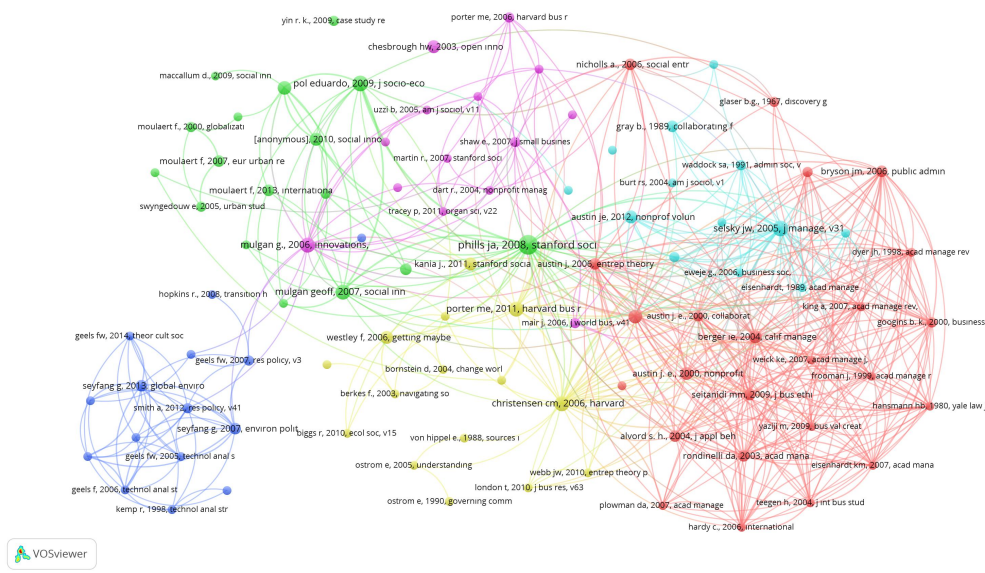 porter me, 2006, harvard bus r
yin r. k., 2009, case study re
chesbrough hw, 2003, open inno
nicholls a., 2006, social entr
maccallum d., 2009, social inn
pol eduardo, 2009, j socio-eco
glaser b.g., 1967, discovery g
uzzi b, 2005, am j sociol, v11
moulaert f., 2000, globalizati
gray b., 1989, collaborating f
[anonymous], 2010, social inno
shaw e., 2007, j small busines
moulaert f, 2007, eur urban re
martin r., 2007, stanford soci
waddock sa, 1991, admin soc, v
bryson jm, 2006, public admin
burt rs, 2004, am j sociol, v1
moulaert f, 2013, internationa
dart r., 2004, nonprofit manag
swyngedouw e., 2005, urban stud
tracey p, 2011, organ sci, v22
austin je, 2012, nonprof volun
selsky jw, 2005, j manage, v31
mulgan g., 2006, innovations,
phills ja, 2008, stanford soci
dyer jh, 1998, acad manage rev
kania j., 2011, stanford socia
austin j, 2006, entrep theory
eweje g., 2006, business soc,
eisenhardt, 1989, acad manage
hopkins r., 2008, transition h
mulgan geoff, 2007, social inn
porter me, 2011, harvard bus r
king a, 2007, acad manage rev,
austin j. e., 2000, collaborat
mair j, 2006, j world bus, v41
googins b. k., 2000, business
geels fw, 2014, theor cult soc
westley f, 2006, getting maybe
berger ie, 2004, calif manage
geels fw, 2007, res policy, v3
welck ke, 2007, acad manage j,
bornstein d, 2004, change worl
austin j. e., 2000, nonprofit
frooman j, 1999, acad manage r
seyfang g, 2013, global enviro
berkes f., 2003, navigating so
seitanidi mm, 2009, j bus ethi
christensen cm, 2006, harvard
hansmann hb, 1980, yale law j
smith a, 2012, res policy, v41
seyfang g, 2007, environ polit
biggs r, 2010, ecol soc, v15
yaziji m, 2009, bus val creat
von hippel e., 1988, sources i
alvord s. h., 2004, j appl beh
geels fw, 2005, technol anal s
rondinelli da, 2003, acad mana
ostrom e, 2005, understanding
eisenhardt km, 2007, acad mana
webb jw, 2010, entrep theory p
geels f, 2006, technol anal st
london t, 2010, j bus res, v63
ostrom e, 1990, governing comm
plowman da, 2007, acad manage
teegen h, 2004, j int bus stud
kemp r, 1998, technol anal str
hardy c., 2006, international
VOSviewer